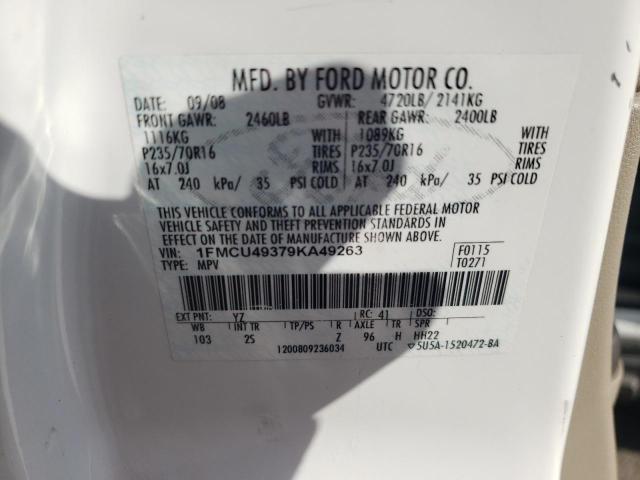 MFD. BY FORD MOTOR CO.
DATE: 09/08 GVWR: 4720LB/ 2141KG
FRONT GAWR: 2460LB REAR GAWR: 2400LB
1116KG WITH 1089KG WITH
P235/70R16 TIRES P235/70R16 TIRES
16x7.0J RIMS 16x7.0J RIMS
AT 240 kPa/ 35 PSI COLD AT 240 kPa/ 35 PSI COLD
THIS VEHICLE CONFORMS TO ALL APPLICABLE FEDERAL MOTOR
VEHICLE SAFETY AND THEFT PREVENTION STANDARDS IN
EFFECT ON THE DATE OF MANUFACTURE SHOWN ABOVE.
VIN: 1FMCU49379KA49263 F0115
TYPE: MPV T0271
EXT PNT: YZ RC: 41 DSO:
WB INT TR TP/PS R AXLE TR SPR
103 2S Z 96 H HH22
1200809236034 UTC ▽5U5A-1520472-BA